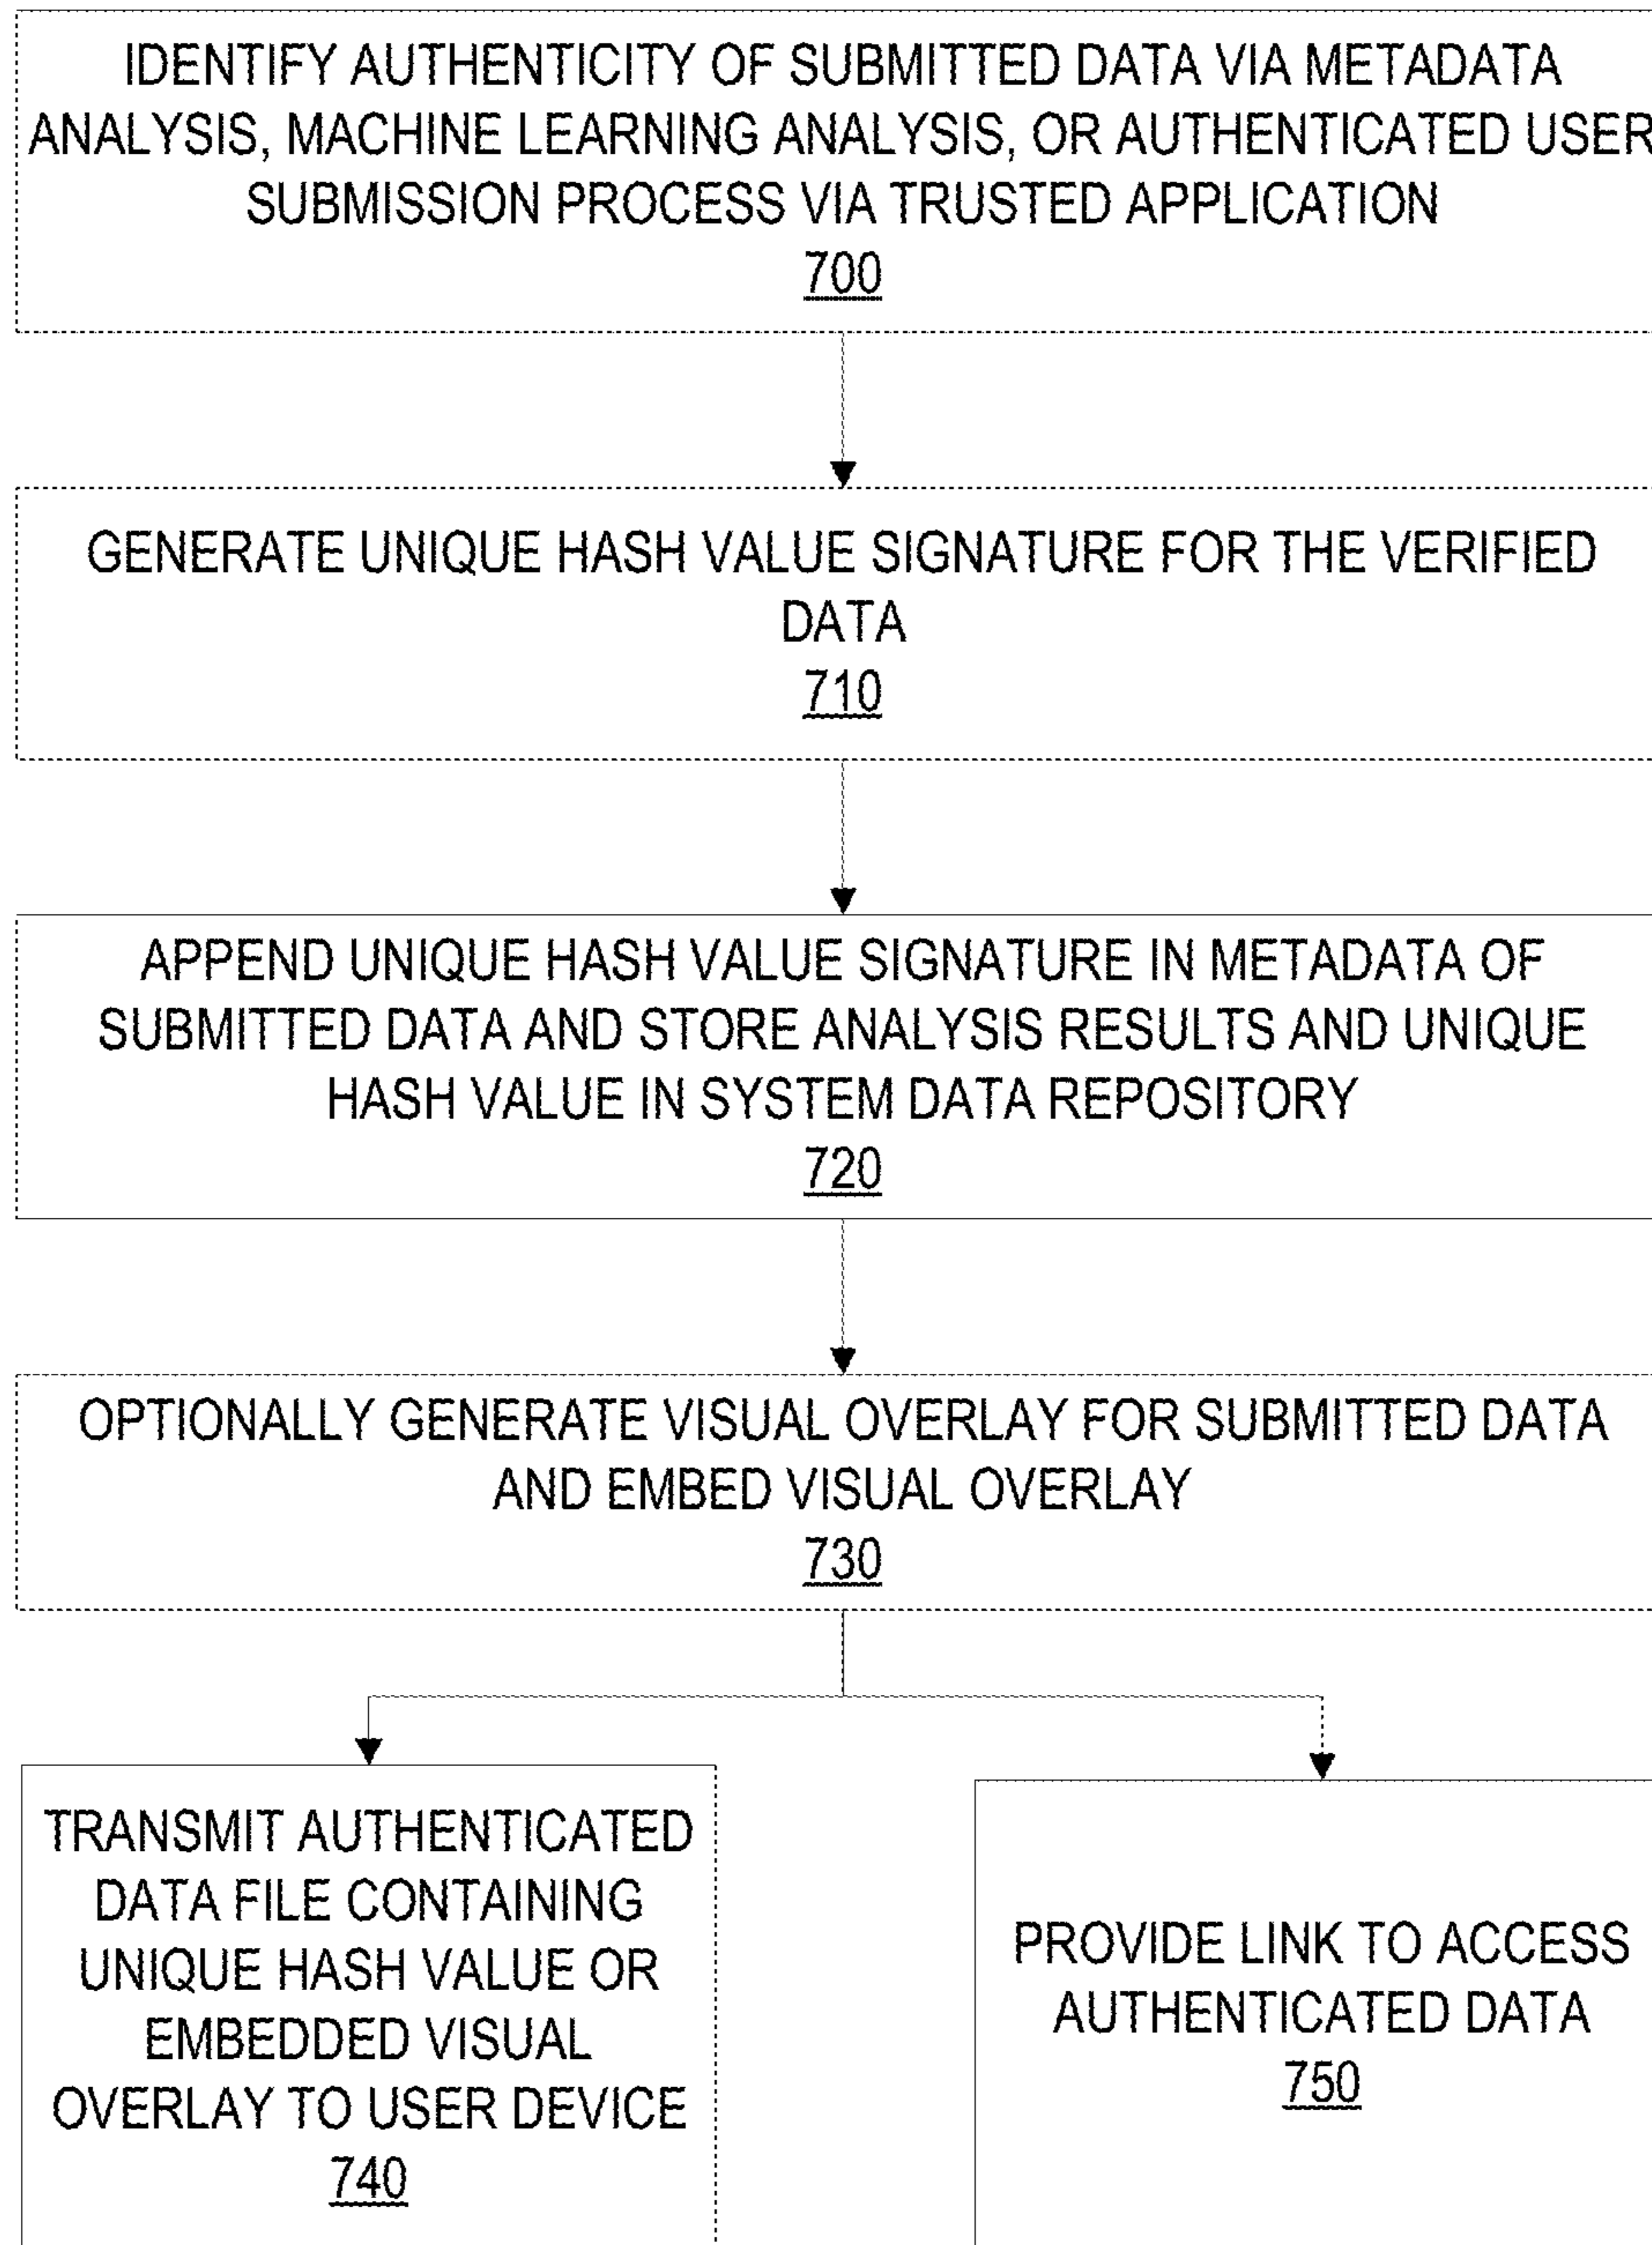 IDENTIFY AUTHENTICITY OF SUBMITTED DATA VIA METADATA
ANALYSIS, MACHINE LEARNING ANALYSIS, OR AUTHENTICATED USER
SUBMISSION PROCESS VIA TRUSTED APPLICATION
700
GENERATE UNIQUE HASH VALUE SIGNATURE FOR THE VERIFIED
DATA
710
APPEND UNIQUE HASH VALUE SIGNATURE IN METADATA OF
SUBMITTED DATA AND STORE ANALYSIS RESULTS AND UNIQUE
HASH VALUE IN SYSTEM DATA REPOSITORY
720
OPTIONALLY GENERATE VISUAL OVERLAY FOR SUBMITTED DATA
AND EMBED VISUAL OVERLAY
730
TRANSMIT AUTHENTICATED
DATA FILE CONTAINING
UNIQUE HASH VALUE OR
EMBEDDED VISUAL
OVERLAY TO USER DEVICE
740
PROVIDE LINK TO ACCESS
AUTHENTICATED DATA
750